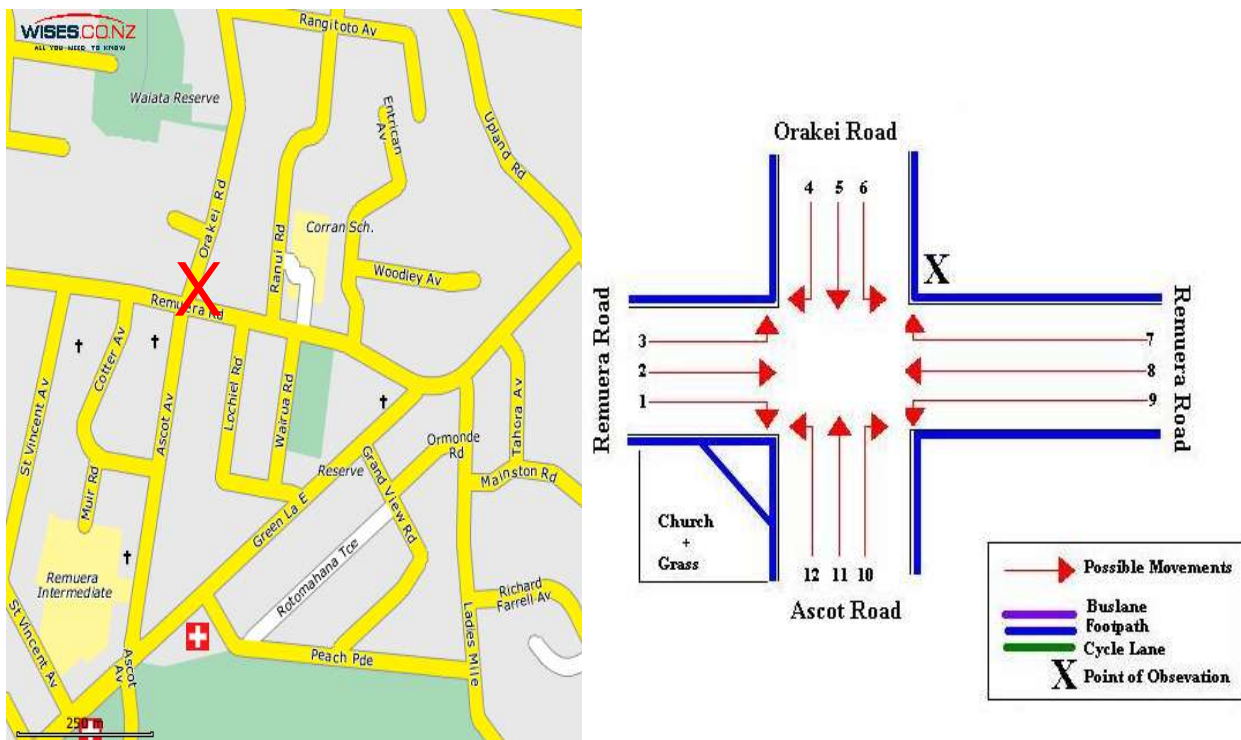 WISES.CO.NZ
ALL YOU NEED TO KNOW
Rangitoto Av
Waiata Reserve
Entrican
Av
Upland Rd
Orakei Rd
Ranui Rd
Corran Sch.
Woodley Av
X
Remuera Rd
St Vincent Av
Cotter Av
Ascot Av
Lochiel Rd
Wairua Rd
Tahora Av
Ormonde
Rd
Reserve
Mainston Rd
Muir Rd
Green La E
Grand View Rd
Rotomahana Tce
Remuera
Intermediate
Richard
Farrell Av
Ladies Mile
St Vincent Av
Ascot
Av
Peach Pde
250 m
Orakei Road
4 5 6
X
Remuera Road
3
2
1
7
8
9
Remuera Road
Church
+
Grass
12 11 10
Ascot Road
Possible Movements
Buslane
Footpath
Cycle Lane
X Point of Obsevation